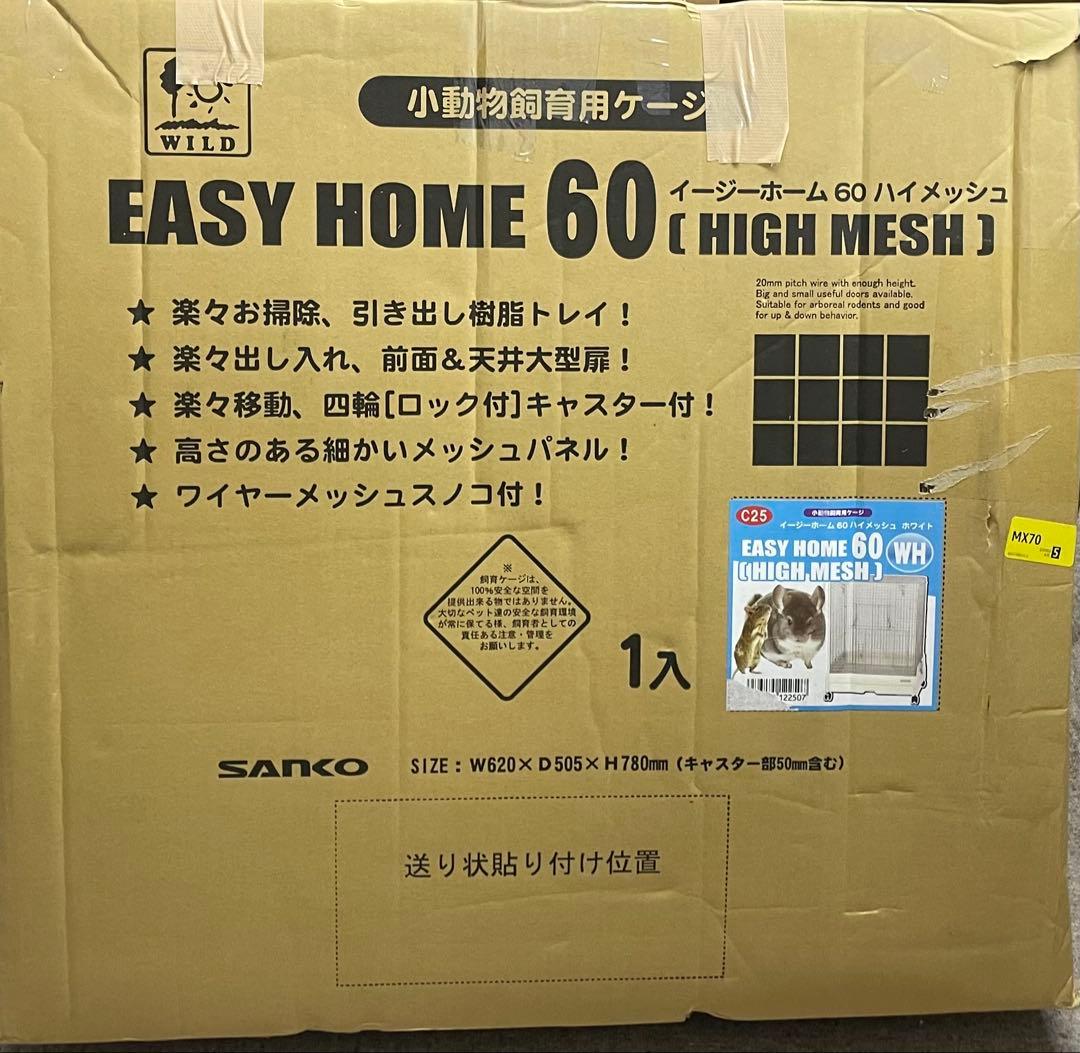 WILD
小動物飼育用ケージ
EASY HOME 60
イージーホーム 60 ハイメッシュ
( HIGH MESH )
20mm pitch wire with enough height.
Big and small useful doors available.
Suitable for arboreal rodents and good
for up & down behavior.
★ 楽々お掃除、引き出し樹脂トレイ！
★ 楽々出し入れ、前面＆天井大型扉！
★ 楽々移動、四輪[ロック付]キャスター付！
★ 高さのある細かいメッシュパネル！
★ ワイヤーメッシュスノコ付！
※
飼育ケージは、
100%安全な空間を
提供出来る物ではありません。
大切なペット達の安全な飼育環境
が常に保てる様、飼育者としての
責任ある注意・管理を
お願いします。
1入
C25
小動物飼育用ケージ
イージーホーム 60 ハイメッシュ ホワイト
EASY HOME 60
WH
( HIGH MESH )
122507
MX70
5
SANKO
SIZE : W620×D505×H780mm (キャスター部50mm含む)
送り状貼り付け位置